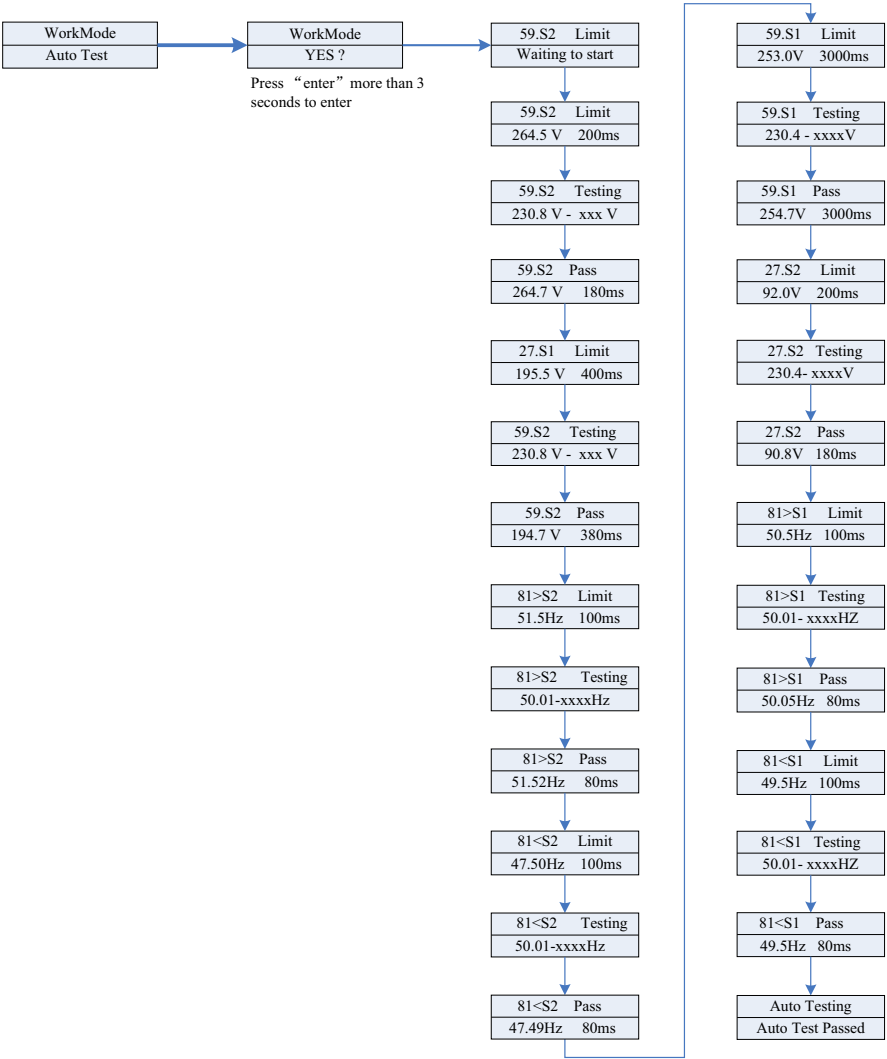 WorkMode
Auto Test
WorkMode
YES ?
Press “enter” more than 3
seconds to enter
59.S2 Limit
Waiting to start
59.S2 Limit
264.5 V 200ms
59.S2 Testing
230.8 V - xxx V
59.S2 Pass
264.7 V 180ms
27.S1 Limit
195.5 V 400ms
59.S2 Testing
230.8 V - xxx V
59.S2 Pass
194.7 V 380ms
81>S2 Limit
51.5Hz 100ms
81>S2 Testing
50.01-xxxxHz
81>S2 Pass
51.52Hz 80ms
81<S2 Limit
47.50Hz 100ms
81<S2 Testing
50.01-xxxxHz
81<S2 Pass
47.49Hz 80ms
59.S1 Limit
253.0V 3000ms
59.S1 Testing
230.4 - xxxxV
59.S1 Pass
254.7V 3000ms
27.S2 Limit
92.0V 200ms
27.S2 Testing
230.4- xxxxV
27.S2 Pass
90.8V 180ms
81>S1 Limit
50.5Hz 100ms
81>S1 Testing
50.01- xxxxHZ
81>S1 Pass
50.05Hz 80ms
81<S1 Limit
49.5Hz 100ms
81<S1 Testing
50.01- xxxxHZ
81<S1 Pass
49.5Hz 80ms
Auto Testing
Auto Test Passed